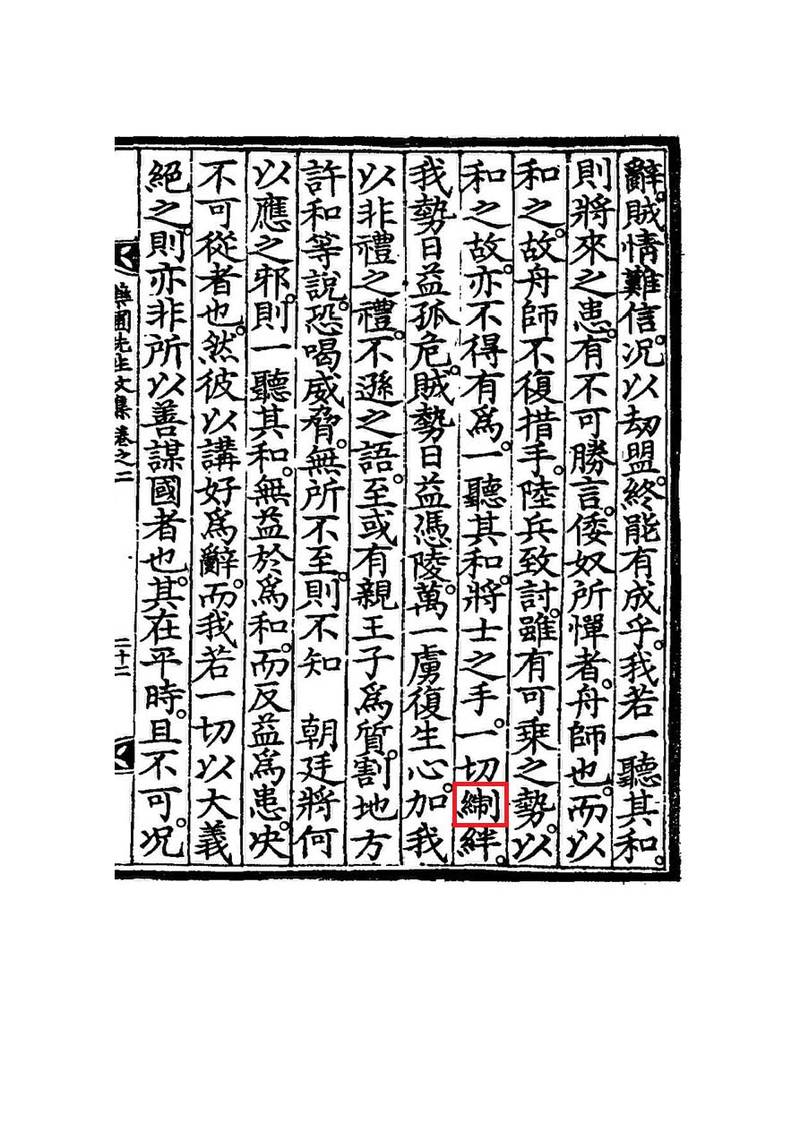 辭。賊情難信。况以刼盟。終能有成乎。我若一聽其和。
則將來之患。有不可勝言。倭奴所憚者。舟師也。而以
和之故。舟師不復措手。陸兵致討。雖有可乗之勢。以
和之故。亦不得有爲。一聽其和。將士之手。一切𦂶絆。
我勢日益孤危。賊勢日益憑陵。萬一虜復生心。加我
以非禮之禮。不遜之語。至或有親王子爲質。割地方
許和等說。恐喝威脅。無所不至。則不知 朝廷將何
以應之邪。則一聽其和。無益於爲和。而反益爲患。决
不可從者也。然彼以講好爲辭。而我若一切以大義
絕之。則亦非所以善謀國者也。其在平時。且不可。况
藥圃先生文集卷之二
二十二